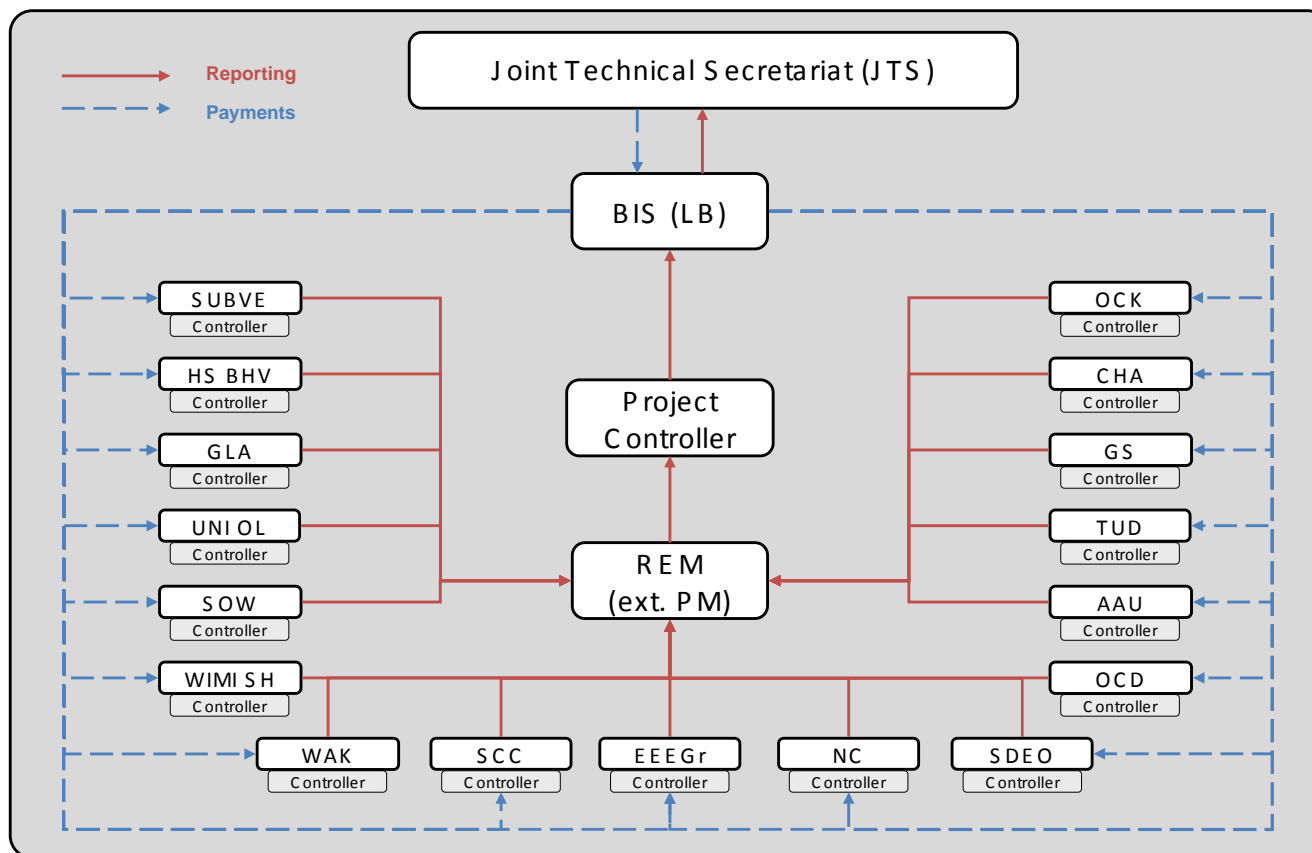 Joint Technical Secretariat (JTS)
Reporting
Payments
BIS (LB)
SUBVE
Controller
OCK
Controller
HS BHV
Controller
Project
Controller
CHA
Controller
GLA
Controller
GS
Controller
UNI OL
Controller
TUD
Controller
REM
(ext. PM)
SOW
Controller
AAU
Controller
WIMISH
Controller
OCD
Controller
WAK
Controller
SCC
Controller
EEEGr
Controller
NC
Controller
SDEO
Controller